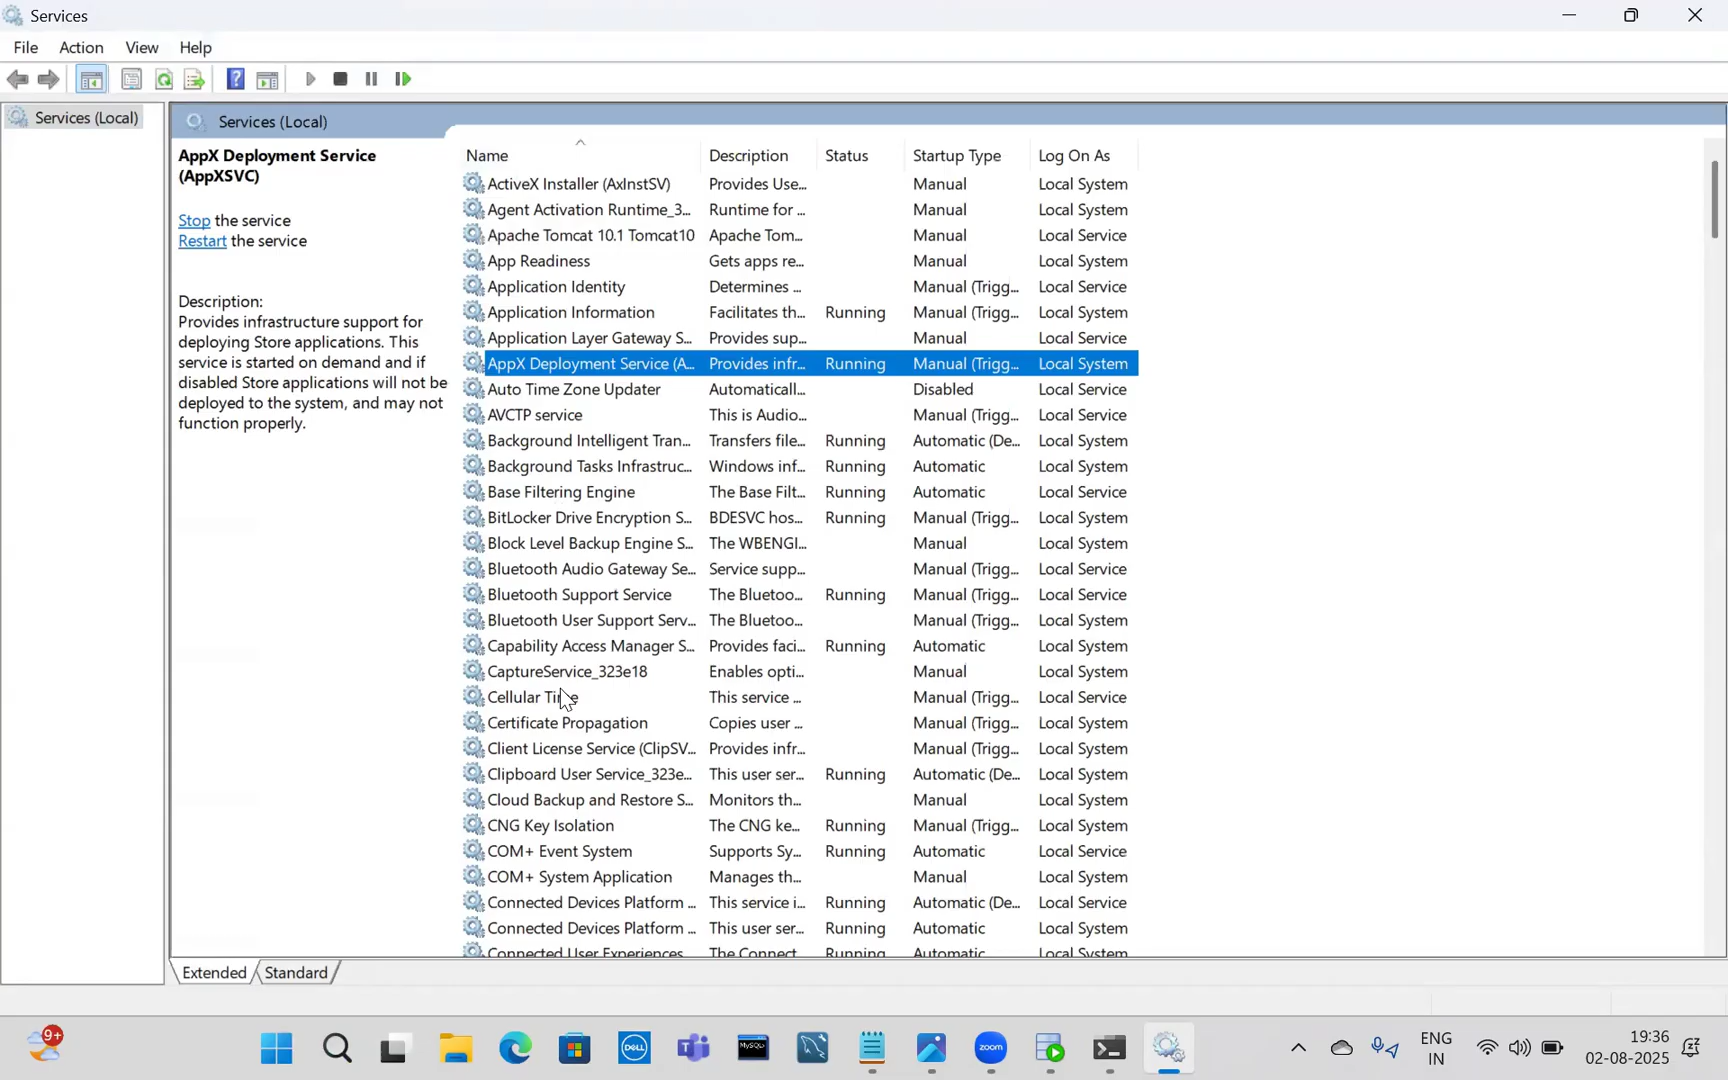 Services
File Action View Help
Services (Local)
Services (Local)
AppX Deployment Service
(AppXSVC)
Stop the service
Restart the service
Description:
Provides infrastructure support for
deploying Store applications. This
service is started on demand and if
disabled Store applications will not be
deployed to the system, and may not
function properly.
Name Description Status Startup Type Log On As
ActiveX Installer (AxInstSV) Provides Use... Manual Local System
Agent Activation Runtime_3... Runtime for ... Manual Local System
Apache Tomcat 10.1 Tomcat10 Apache Tom... Manual Local Service
App Readiness Gets apps re... Manual Local System
Application Identity Determines ... Manual (Trigg... Local Service
Application Information Facilitates th... Running Manual (Trigg... Local System
Application Layer Gateway S... Provides sup... Manual Local Service
AppX Deployment Service (A... Provides infr... Running Manual (Trigg... Local System
Auto Time Zone Updater Automaticall... Disabled Local Service
AVCTP service This is Audio... Manual (Trigg... Local Service
Background Intelligent Tran... Transfers file... Running Automatic (De... Local System
Background Tasks Infrastruc... Windows inf... Running Automatic Local System
Base Filtering Engine The Base Filt... Running Automatic Local Service
BitLocker Drive Encryption S... BDESVC hos... Running Manual (Trigg... Local System
Block Level Backup Engine S... The WBENGI... Manual Local System
Bluetooth Audio Gateway Se... Service supp... Manual (Trigg... Local Service
Bluetooth Support Service The Bluetoo... Running Manual (Trigg... Local Service
Bluetooth User Support Serv... The Bluetoo... Manual (Trigg... Local System
Capability Access Manager S... Provides faci... Running Automatic Local System
CaptureService_323e18 Enables opti... Manual Local System
Cellular Time This service ... Manual (Trigg... Local Service
Certificate Propagation Copies user ... Manual (Trigg... Local System
Client License Service (ClipSV... Provides infr... Manual (Trigg... Local System
Clipboard User Service_323e... This user ser... Running Automatic (De... Local System
Cloud Backup and Restore S... Monitors th... Manual Local System
CNG Key Isolation The CNG ke... Running Manual (Trigg... Local System
COM+ Event System Supports Sy... Running Automatic Local Service
COM+ System Application Manages th... Manual Local System
Connected Devices Platform ... This service i... Running Automatic (De... Local Service
Connected Devices Platform ... This user ser... Running Automatic Local System
Connected User Experiences The Connect Running Automatic Local System
Extended Standard
9+
DELL
MySQL
zoom
ENG
IN
19:36
02-08-2025